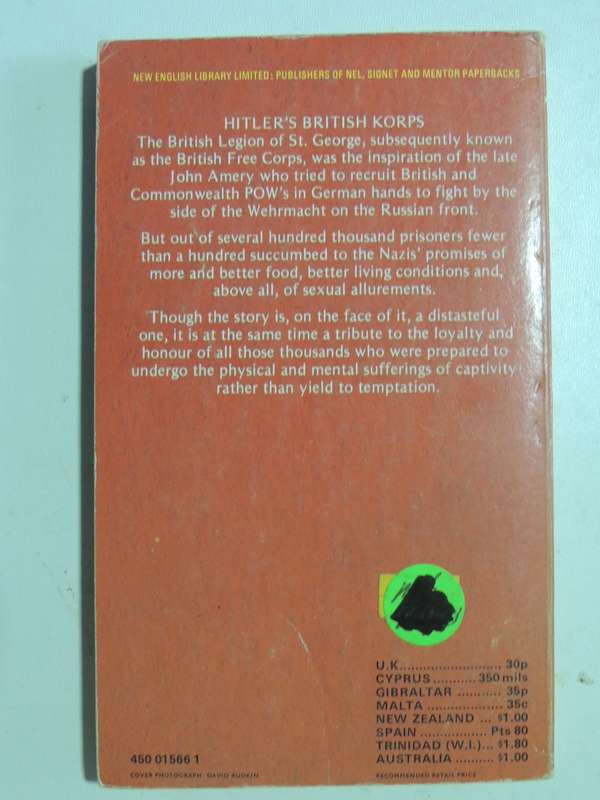 NEW ENGLISH LIBRARY LIMITED: PUBLISHERS OF NEL, SIGNET AND MENTOR PAPERBACKS
HITLER'S BRITISH KORPS
The British Legion of St. George, subsequently known
as the British Free Corps, was the inspiration of the late
John Amery who tried to recruit British and
Commonwealth POW's in German hands to fight by the
side of the Wehrmacht on the Russian front.
But out of several hundred thousand prisoners fewer
than a hundred succumbed to the Nazis' promises of
more and better food, better living conditions and,
above all, of sexual allurements.
Though the story is, on the face of it, a distasteful
one, it is at the same time a tribute to the loyalty and
honour of all those thousands who were prepared to
undergo the physical and mental sufferings of captivity
rather than yield to temptation.
U.K.......................... 30p
CYPRUS........... 350 mils
GIBRALTAR ........... 35p
MALTA ................... 35c
NEW ZEALAND ... $1.00
SPAIN ................. Pts 80
TRINIDAD (W.I.)... $1.80
AUSTRALIA .......... $1.00
450 01566 1
COVER PHOTOGRAPH: DAVID RUDKIN
RECOMMENDED RETAIL PRICE